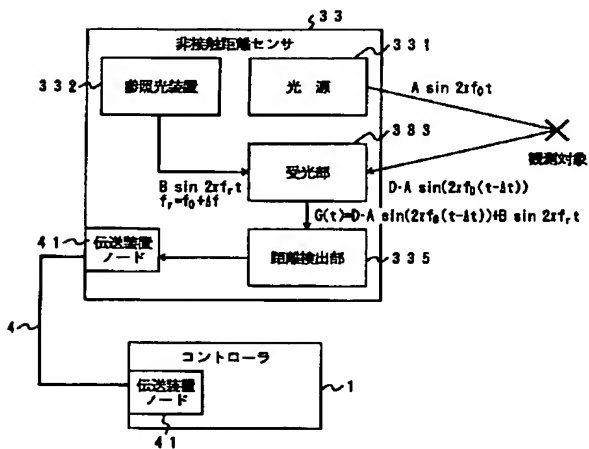 33
非接触距離センサ
331
332
参照光装置
光 源
A sin 2πf₀t
383
受光部
観測対象
B sin 2πfᵣt
fᵣ=f₀+Δf
D·A sin(2πf₀(t-Δt))
G(t)=D·A sin(2πf₀(t-Δt))+B sin 2πfᵣt
41
伝送装置
ノード
距離検出部
335
4
コントローラ
伝送装置
ノード
1
41